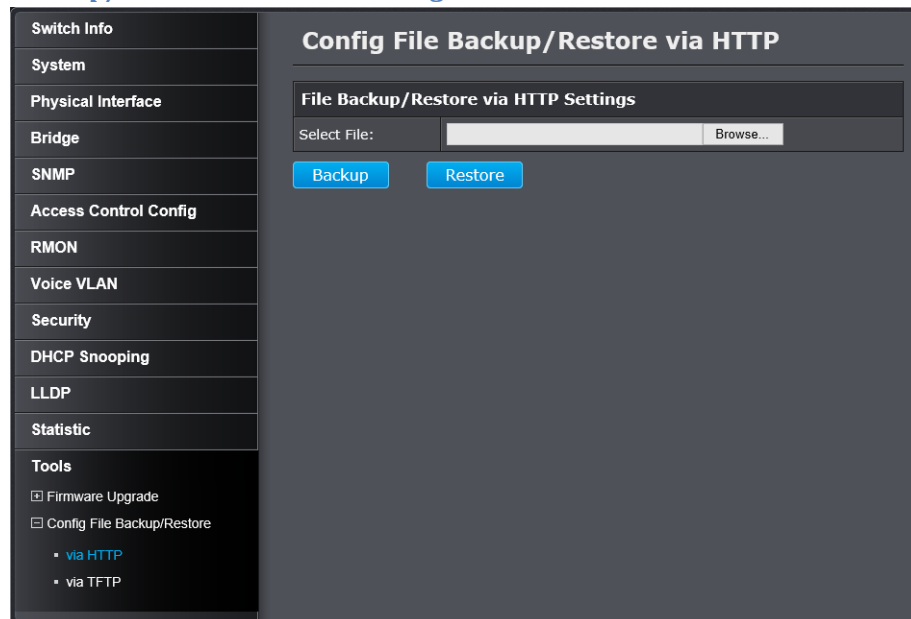 Switch Info
System
Physical Interface
Bridge
SNMP
Access Control Config
RMON
Voice VLAN
Security
DHCP Snooping
LLDP
Statistic
Tools
Firmware Upgrade
Config File Backup/Restore
via HTTP
via TFTP
Config File Backup/Restore via HTTP
File Backup/Restore via HTTP Settings
Select File: Browse...
Backup Restore